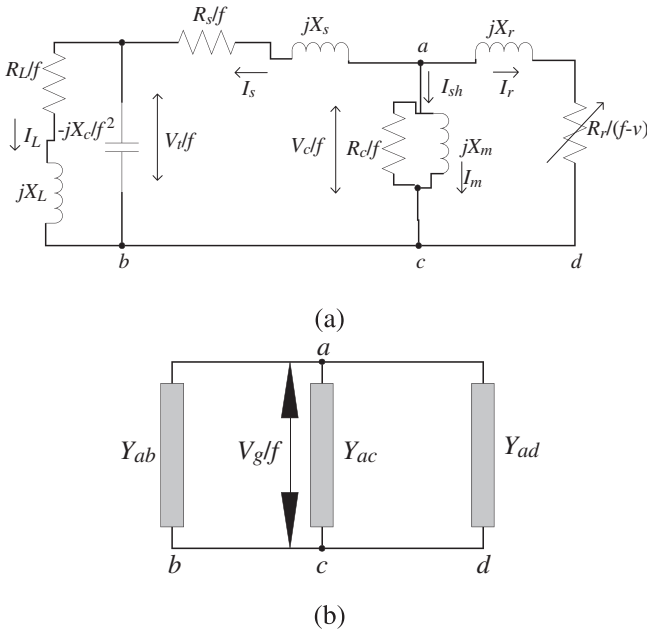 R_s/f
jX_s
a
jX_r
R_L/f
I_s
I_sh
I_r
I_L
-jX_c/f^2
V_t/f
V_c/f
R_c/f
jX_m
R_r/(f-v)
jX_L
I_m
b
c
d
(a)
a
Y_ab
V_g/f
Y_ac
Y_ad
b
c
d
(b)